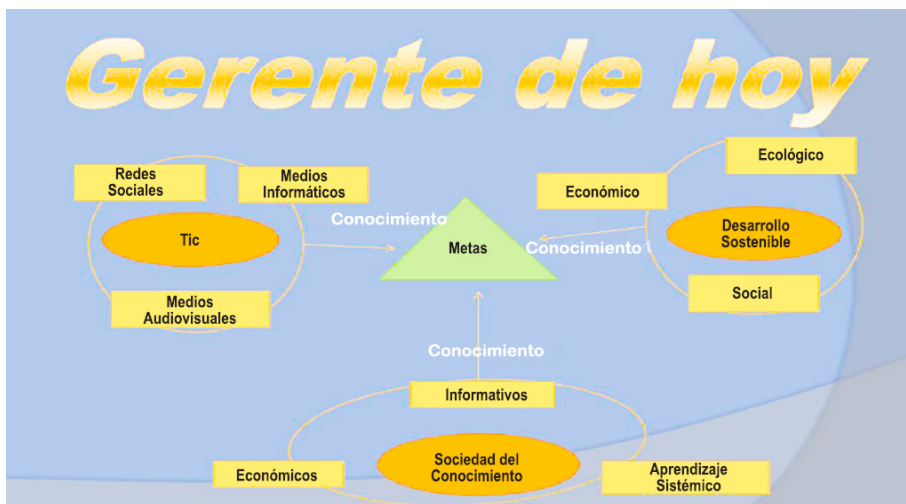 Gerente de hoy
Redes
Sociales
Medios
Informáticos
Tic
Medios
Audiovisuales
Conocimiento
Metas
Conocimiento
Ecológico
Económico
Desarrollo
Sostenible
Social
Conocimiento
Informativos
Económicos
Sociedad del
Conocimiento
Aprendizaje
Sistémico